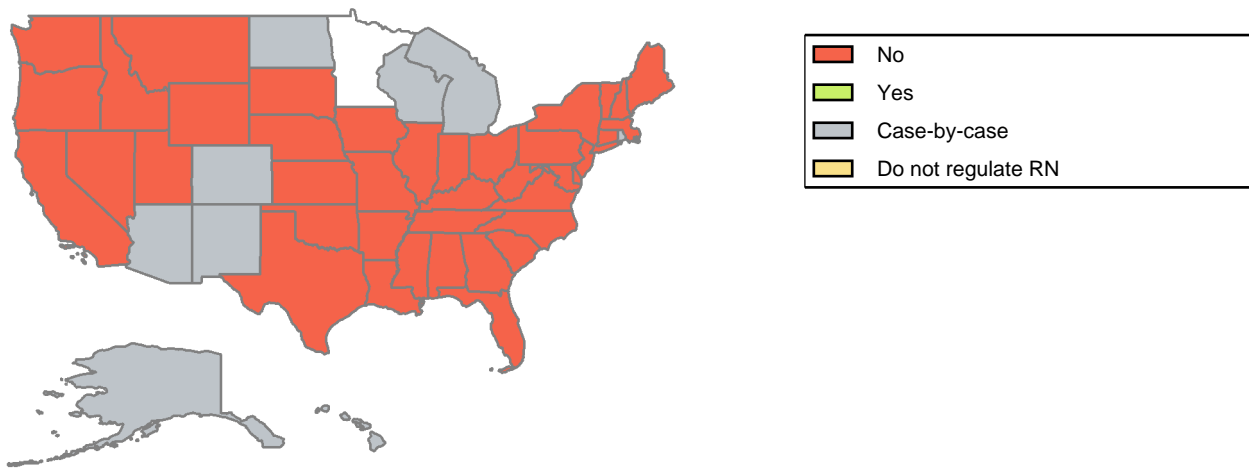 No
Yes
Case-by-case
Do not regulate RN